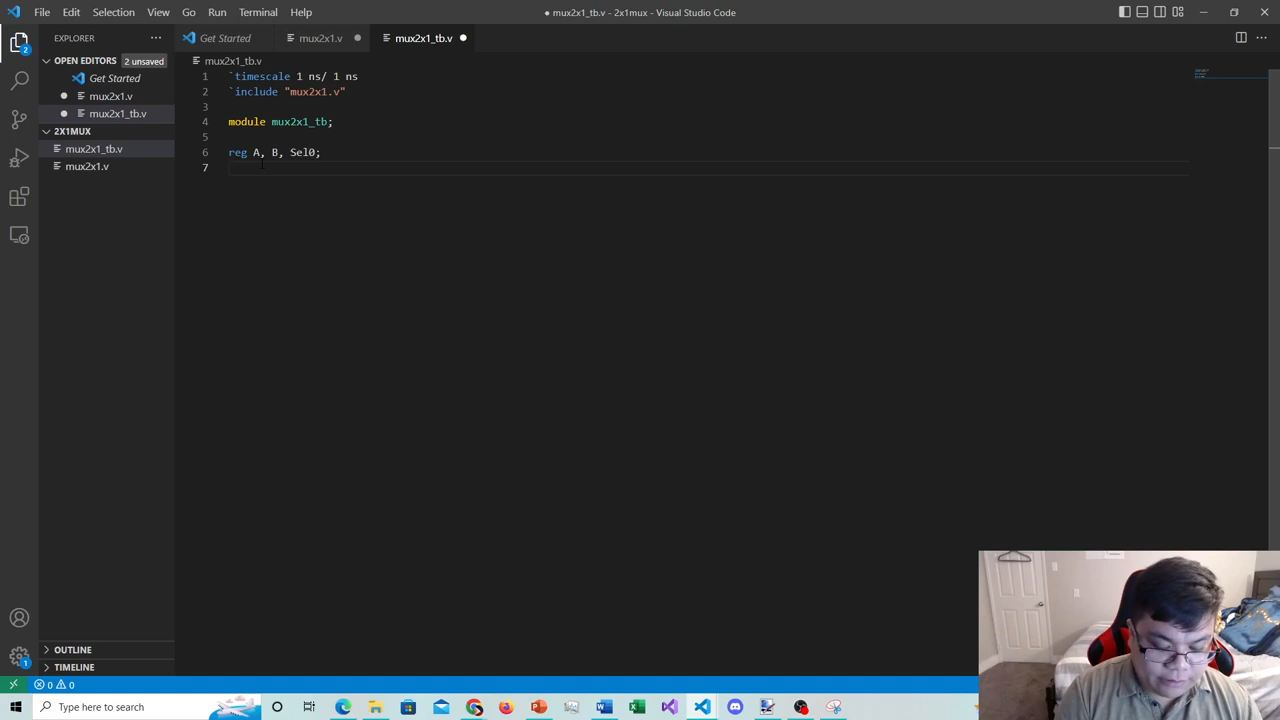 File Edit Selection View Go Run Terminal Help
● mux2x1_tb.v - 2x1mux - Visual Studio Code
EXPLORER
Get Started mux2x1.v mux2x1_tb.v
OPEN EDITORS 2 unsaved
Get Started
mux2x1.v
mux2x1_tb.v
2X1MUX
mux2x1_tb.v
mux2x1.v
mux2x1_tb.v
1 `timescale 1 ns/ 1 ns
2 `include "mux2x1.v"
3
4 module mux2x1_tb;
5
6 reg A, B, Sel0;
7
2
OUTLINE
TIMELINE
1
0 0
Type here to search